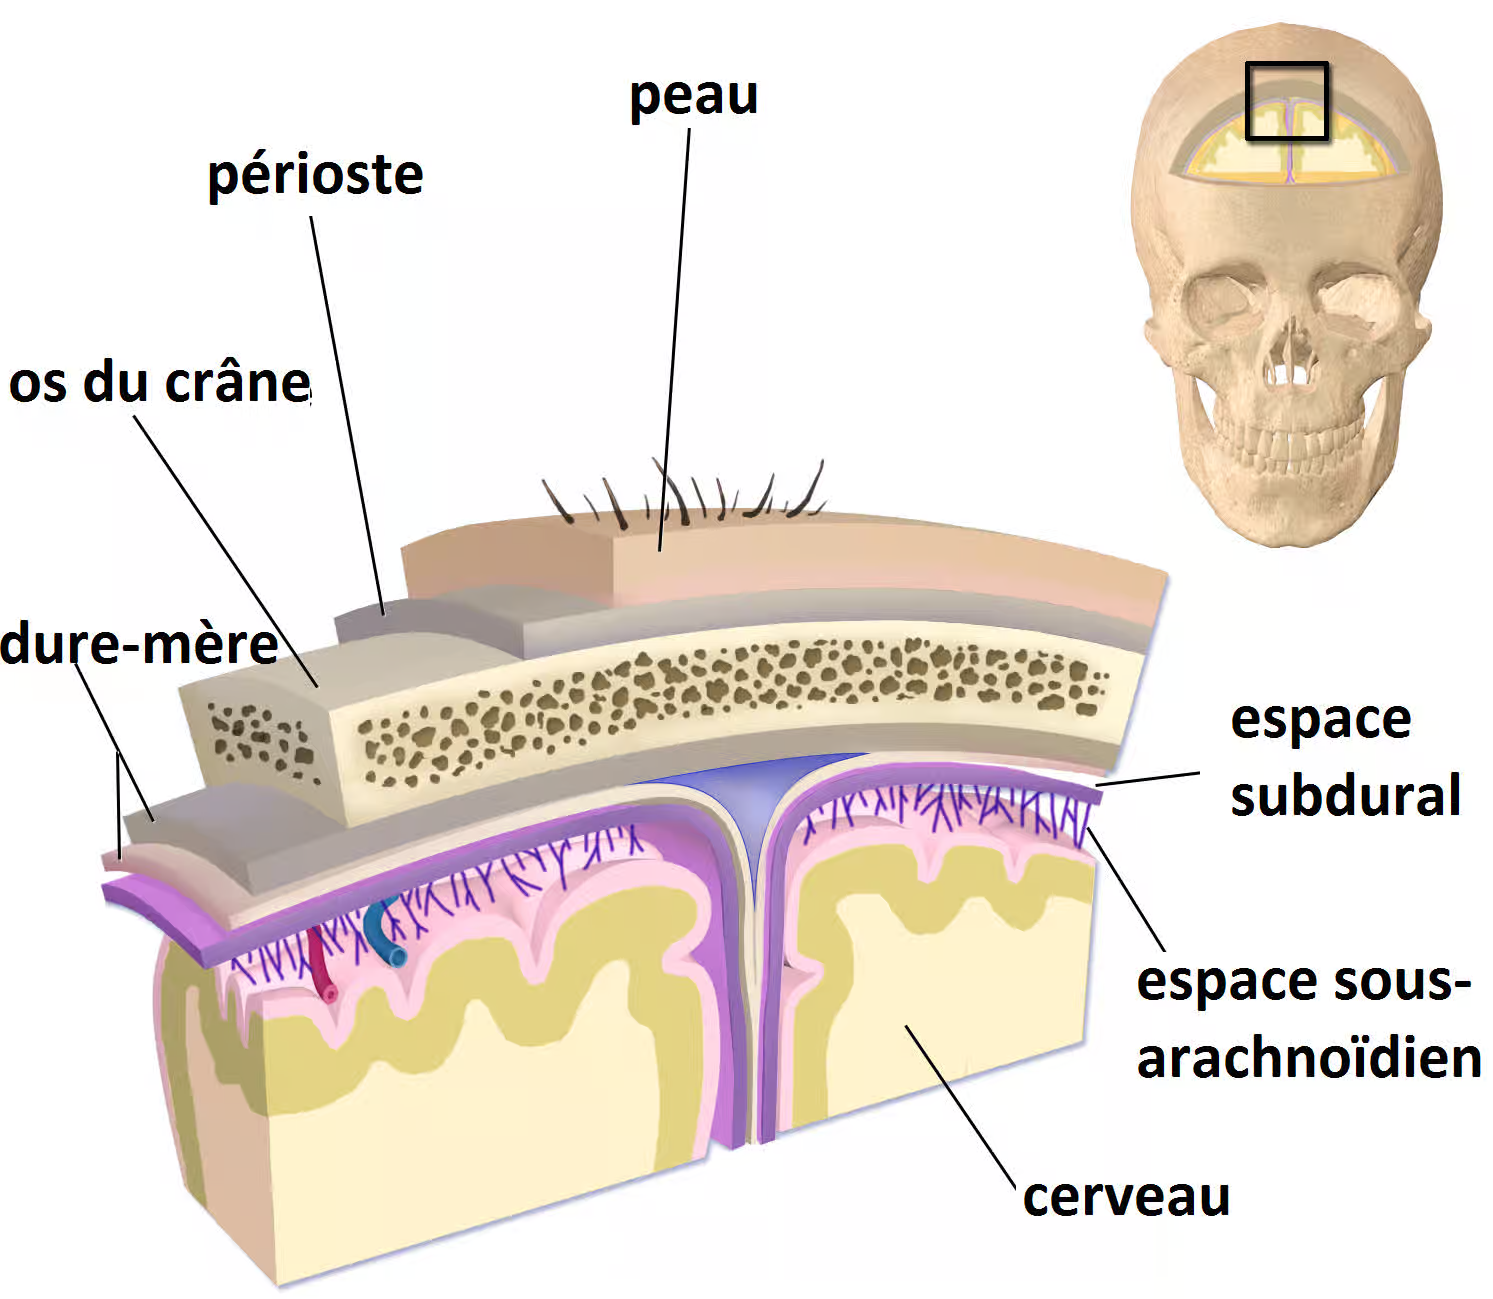 peau
périoste
os du crâne
dure-mère
espace
subdural
espace sous-
arachnoïdien
cerveau